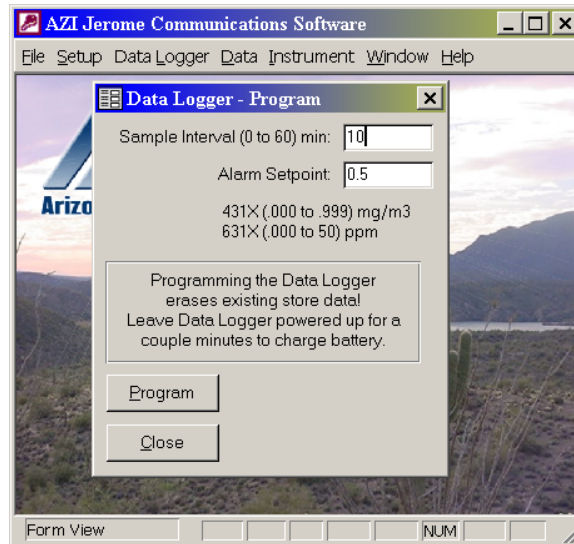 AZI Jerome Communications Software
File Setup Data Logger Data Instrument Window Help
Data Logger - Program
Sample Interval (0 to 60) min: 10
Alarm Setpoint: 0.5
431X (.000 to .999) mg/m3
631X (.000 to 50) ppm
Arizo
Programming the Data Logger
erases existing store data!
Leave Data Logger powered up for a
couple minutes to charge battery.
Program
Close
Form View NUM